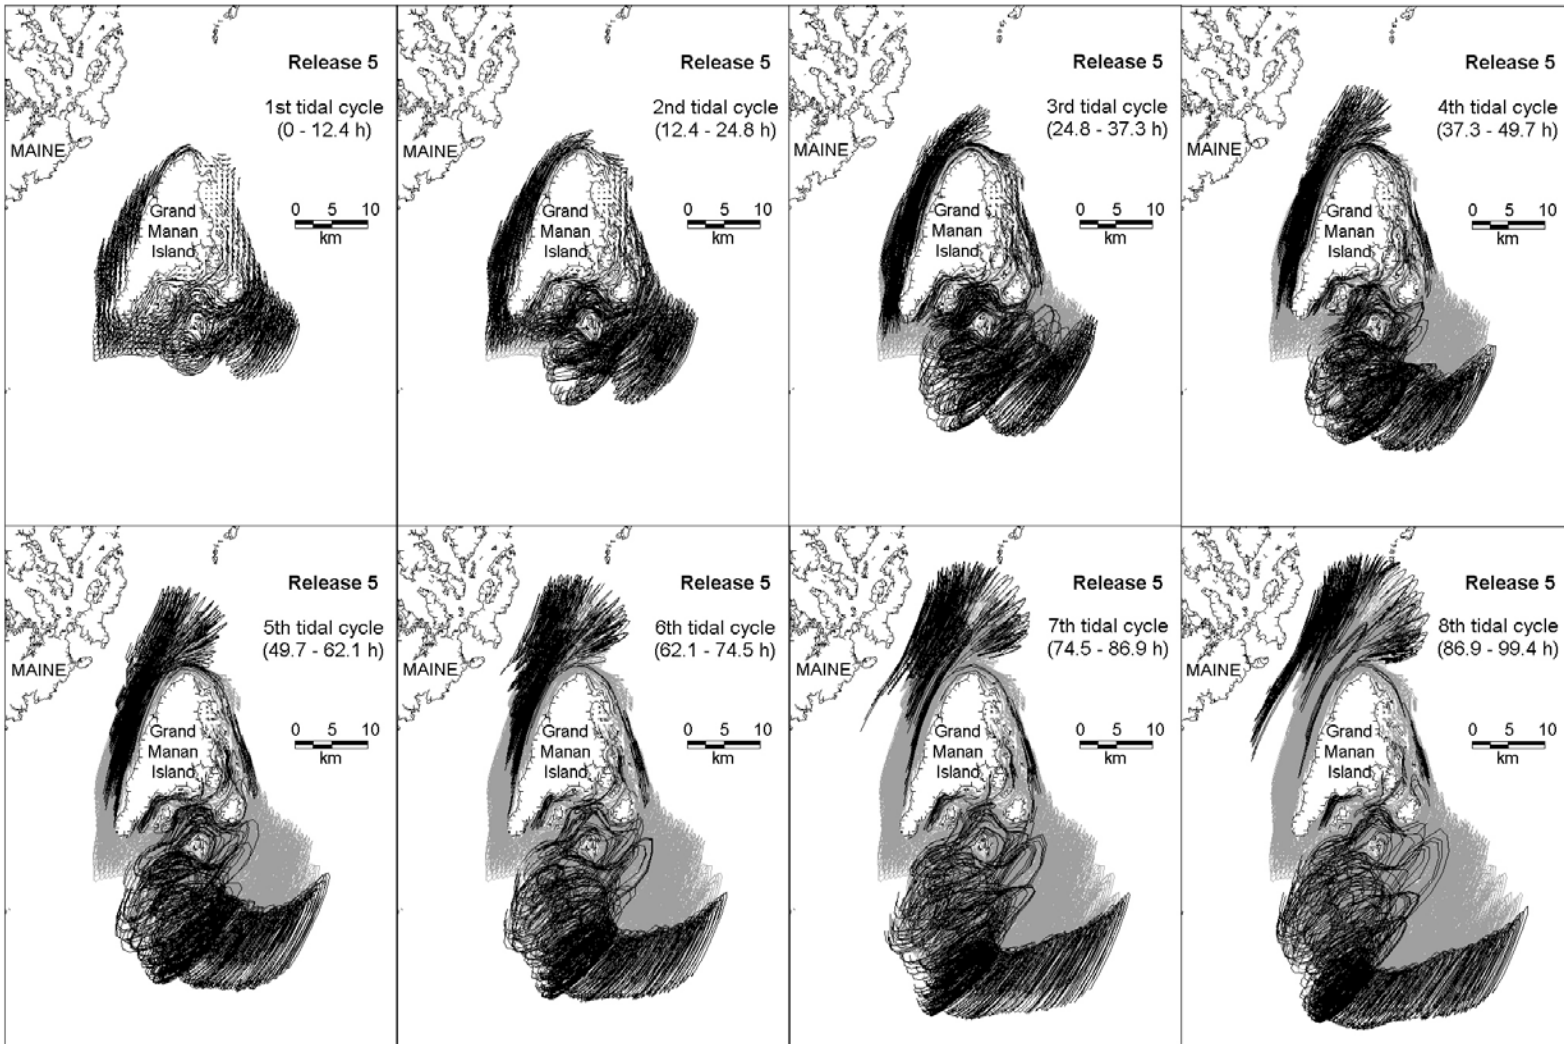 Release 5
1st tidal cycle
(0 - 12.4 h)
MAINE
0 5 10
km
Grand
Manan
Island
Release 5
2nd tidal cycle
(12.4 - 24.8 h)
MAINE
0 5 10
km
Grand
Manan
Island
Release 5
3rd tidal cycle
(24.8 - 37.3 h)
MAINE
0 5 10
km
Grand
Manan
Island
Release 5
4th tidal cycle
(37.3 - 49.7 h)
MAINE
0 5 10
km
Grand
Manan
Island
Release 5
5th tidal cycle
(49.7 - 62.1 h)
MAINE
0 5 10
km
Grand
Manan
Island
Release 5
6th tidal cycle
(62.1 - 74.5 h)
MAINE
0 5 10
km
Grand
Manan
Island
Release 5
7th tidal cycle
(74.5 - 86.9 h)
MAINE
0 5 10
km
Grand
Manan
Island
Release 5
8th tidal cycle
(86.9 - 99.4 h)
MAINE
0 5 10
km
Grand
Manan
Island